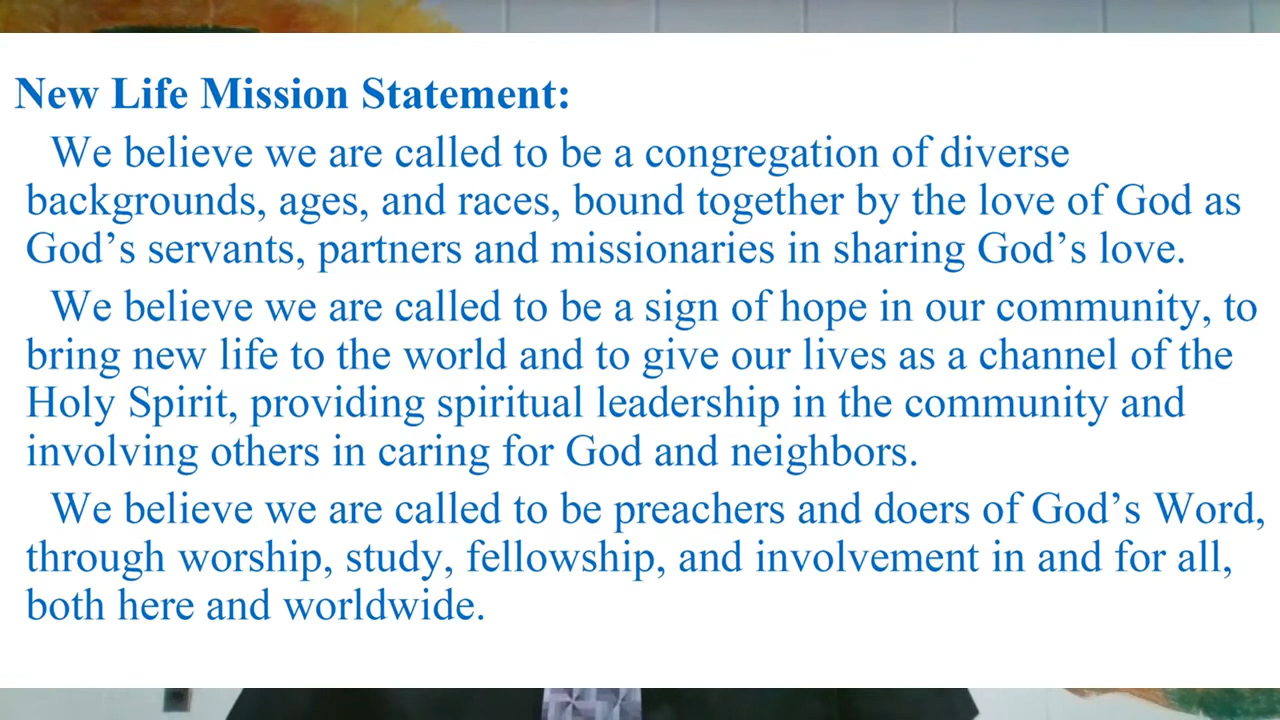 New Life Mission Statement:
We believe we are called to be a congregation of diverse
backgrounds, ages, and races, bound together by the love of God as
God’s servants, partners and missionaries in sharing God’s love.
We believe we are called to be a sign of hope in our community, to
bring new life to the world and to give our lives as a channel of the
Holy Spirit, providing spiritual leadership in the community and
involving others in caring for God and neighbors.
We believe we are called to be preachers and doers of God’s Word,
through worship, study, fellowship, and involvement in and for all,
both here and worldwide.